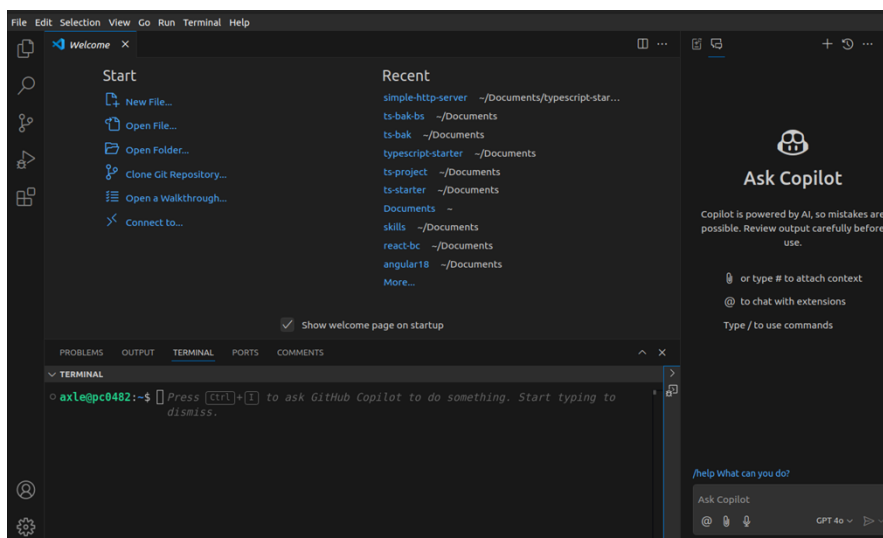 File Edit Selection View Go Run Terminal Help
Welcome
Start
New File...
Open File...
Open Folder...
Clone Git Repository...
Open a Walkthrough...
Connect to...
Recent
simple-http-server ~/Documents/typescript-star...
ts-bak-bs ~/Documents
ts-bak ~/Documents
typescript-starter ~/Documents
ts-project ~/Documents
ts-starter ~/Documents
Documents ~
skills ~/Documents
react-bc ~/Documents
angular18 ~/Documents
More...
Show welcome page on startup
PROBLEMS OUTPUT TERMINAL PORTS COMMENTS
TERMINAL
axle@pc0482:~$ Press Ctrl+I to ask GitHub Copilot to do something. Start typing to
dismiss.
Ask Copilot
Copilot is powered by AI, so mistakes are
possible. Review output carefully before
use.
or type # to attach context
@ to chat with extensions
Type / to use commands
/help What can you do?
Ask Copilot
@ GPT 4o